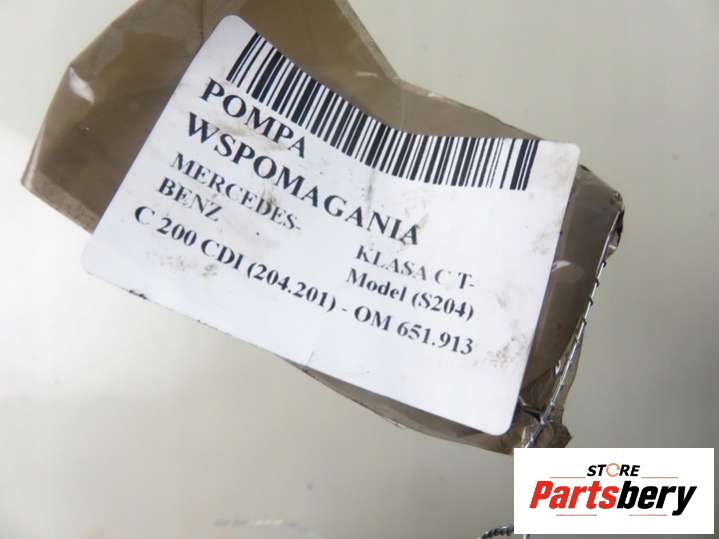 POMPA
WSPOMAGANIA
MERCEDES-
BENZ
KLASA C T-
Model (S204)
C 200 CDI (204.201) - OM 651.913
STORE
Partsbery